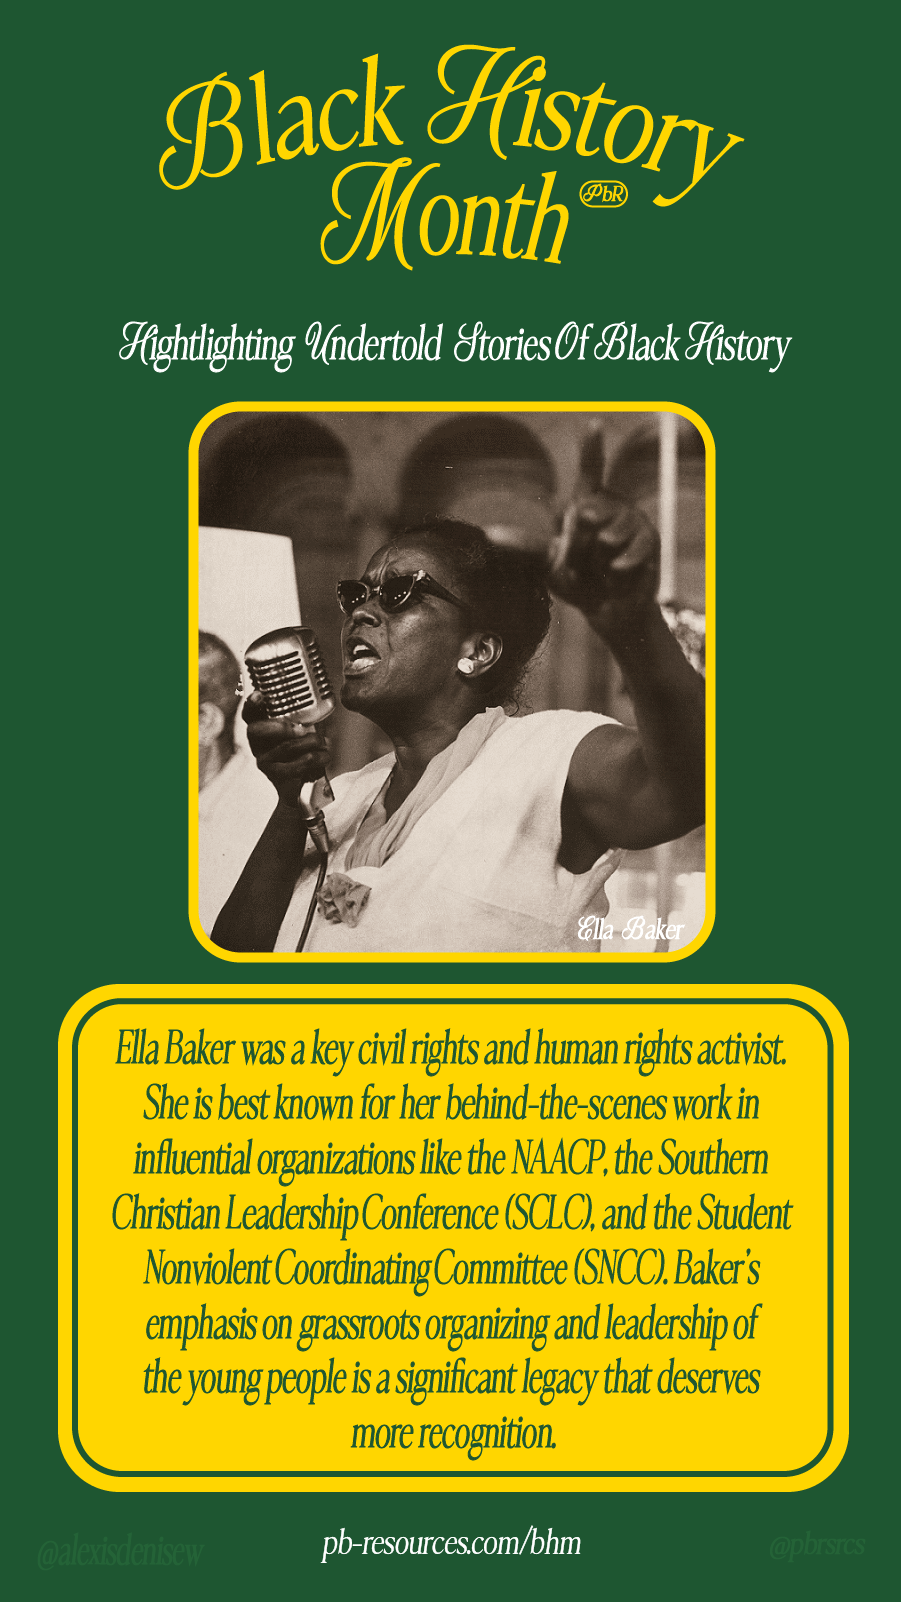 Black History
Month PbR
Hightlighting Undertold Stories Of Black History
Ella Baker
Ella Baker was a key civil rights and human rights activist.
She is best known for her behind-the-scenes work in
influential organizations like the NAACP, the Southern
Christian Leadership Conference (SCLC), and the Student
Nonviolent Coordinating Committee (SNCC). Baker's
emphasis on grassroots organizing and leadership of
the young people is a significant legacy that deserves
more recognition.
@alexisdenisew pb-resources.com/bhm @pbrsrcs